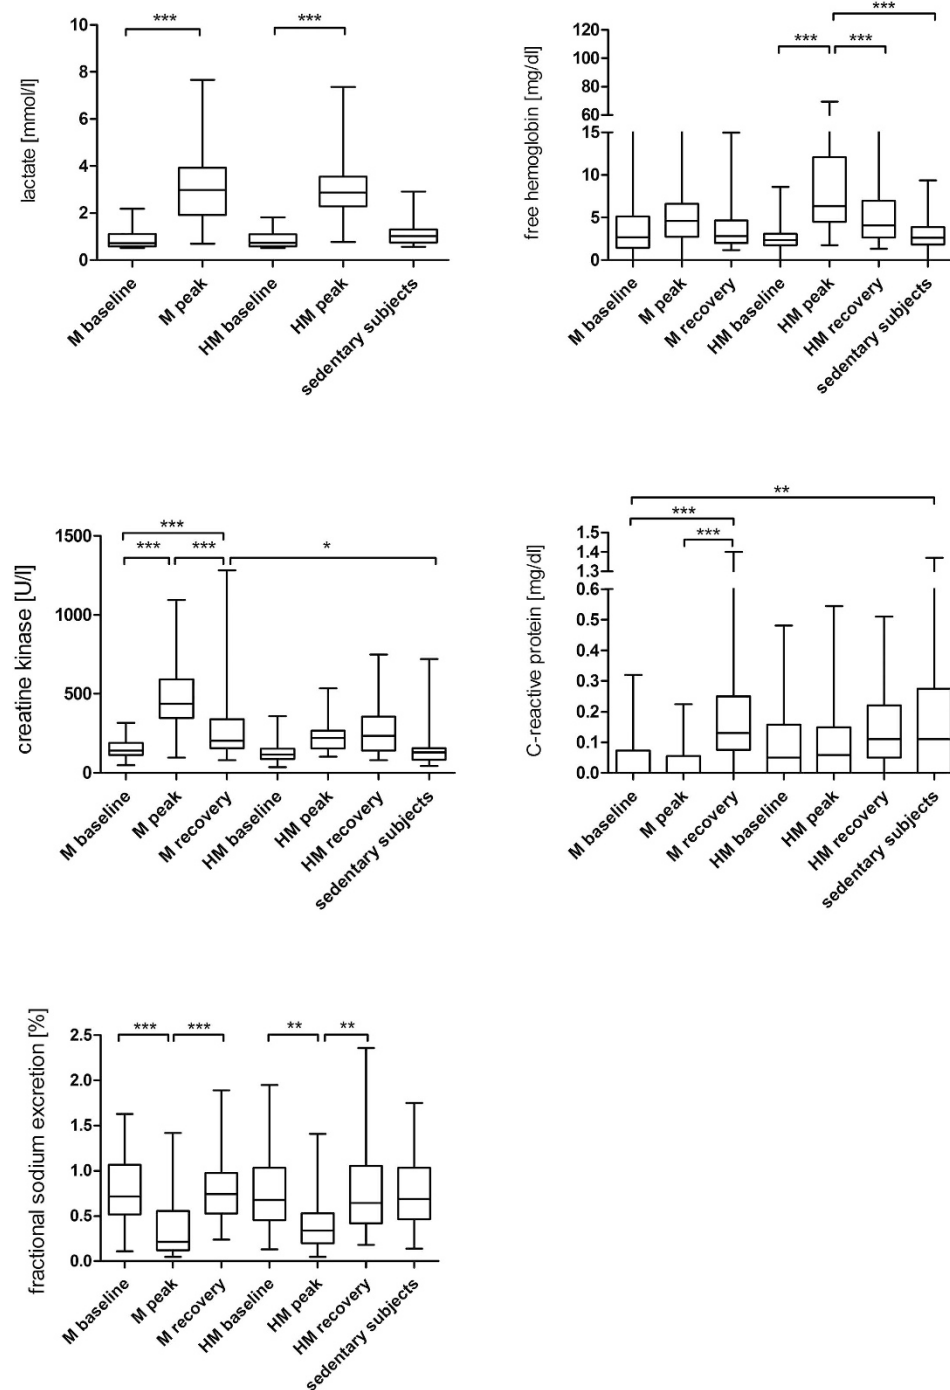 lactate [mmol/l]
10
8
6
4
2
0
***
***
M baseline
M peak
HM baseline
HM peak
sedentary subjects
free hemoglobin [mg/dl]
120
100
80
60
15
10
5
0
***
***
***
M baseline
M peak
M recovery
HM baseline
HM peak
HM recovery
sedentary subjects
creatine kinase [U/l]
1500
1000
500
0
***
***
***
*
M baseline
M peak
M recovery
HM baseline
HM peak
HM recovery
sedentary subjects
C-reactive protein [mg/dl]
1.5
1.4
1.3
0.6
0.5
0.4
0.3
0.2
0.1
0.0
**
***
***
M baseline
M peak
M recovery
HM baseline
HM peak
HM recovery
sedentary subjects
fractional sodium excretion [%]
2.5
2.0
1.5
1.0
0.5
0.0
***
***
**
**
M baseline
M peak
M recovery
HM baseline
HM peak
HM recovery
sedentary subjects